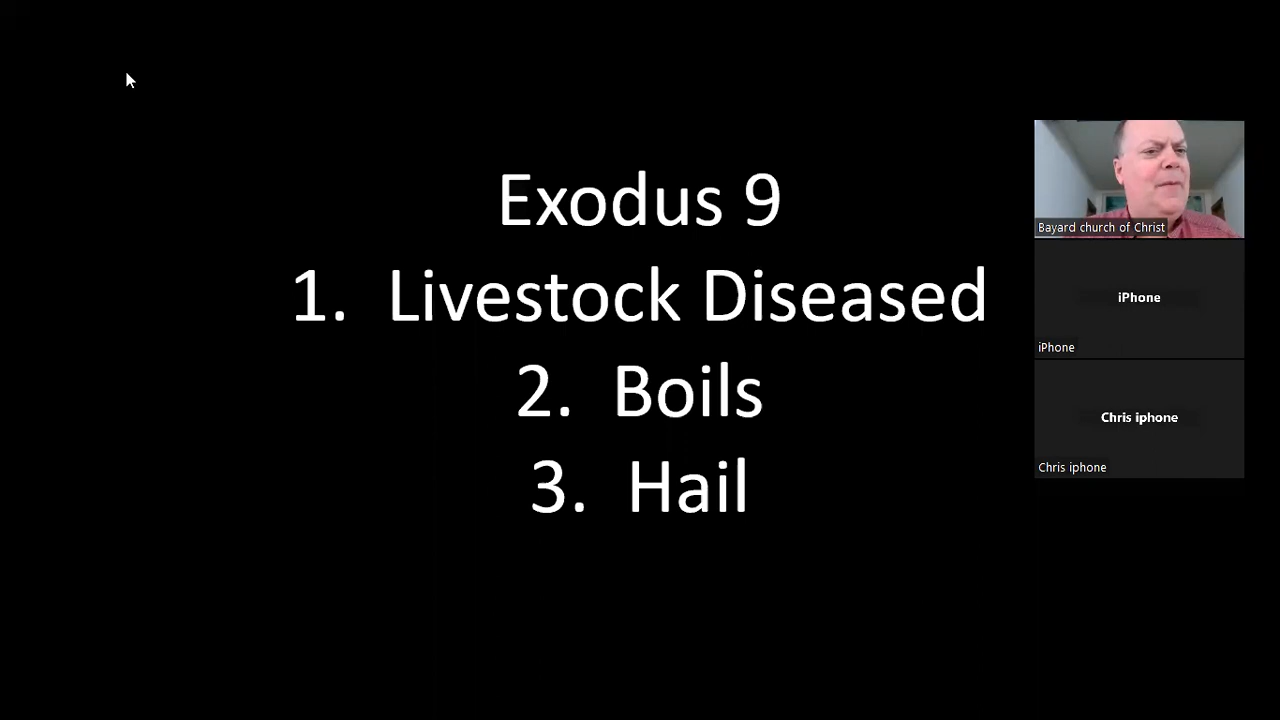 Exodus 9
1. Livestock Diseased
2. Boils
3. Hail
Bayard church of Christ
iPhone
iPhone
Chris iphone
Chris iphone